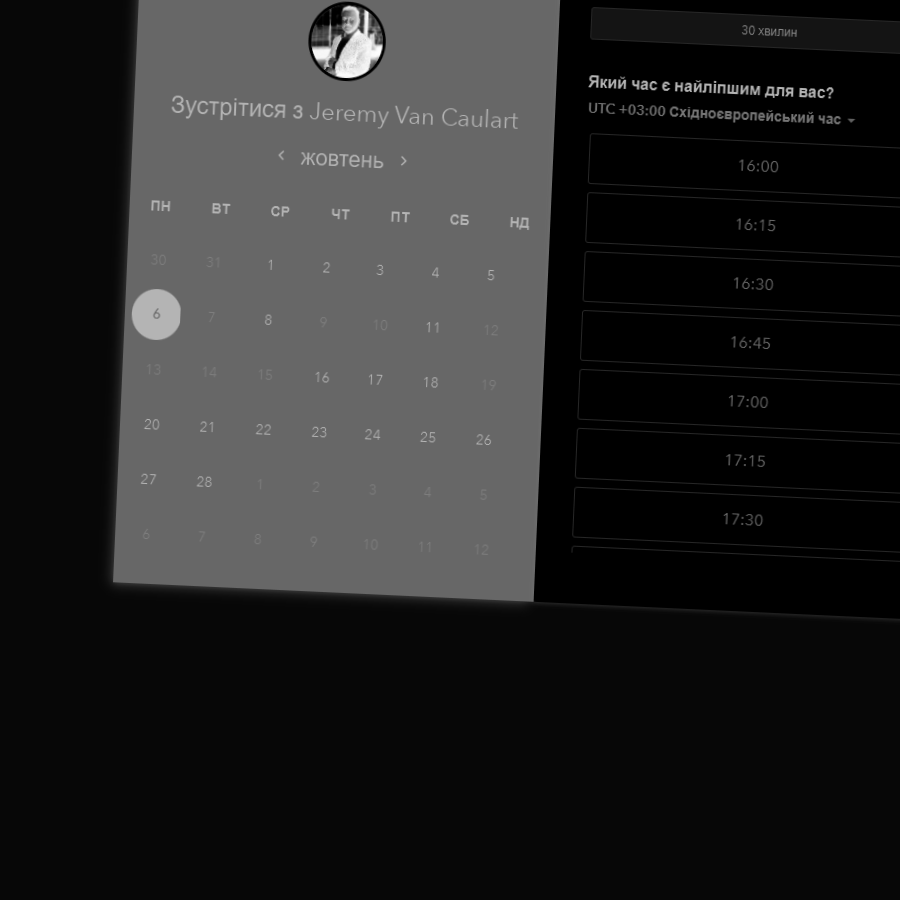 Зустрітися з Jeremy Van Caulart
жовтень
ПН ВТ СР ЧТ ПТ СБ НД
30 31 1 2 3 4 5
6 7 8 9 10 11 12
13 14 15 16 17 18 19
20 21 22 23 24 25 26
27 28 1 2 3 4 5
6 7 8 9 10 11 12
30 хвилин
Який час є найліпшим для вас?
UTC +03:00 Східноєвропейський час
16:00
16:15
16:30
16:45
17:00
17:15
17:30